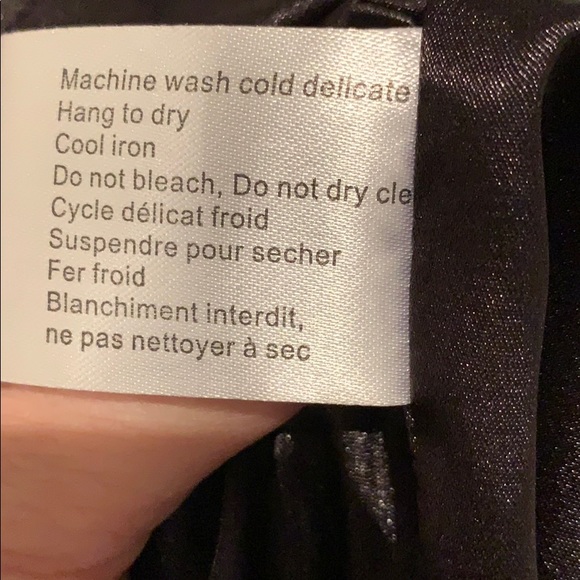 Machine wash cold delicate
Hang to dry
Cool iron
Do not bleach, Do not dry cle
Cycle délicat froid
Suspendre pour secher
Fer froid
Blanchiment interdit,
ne pas nettoyer à sec